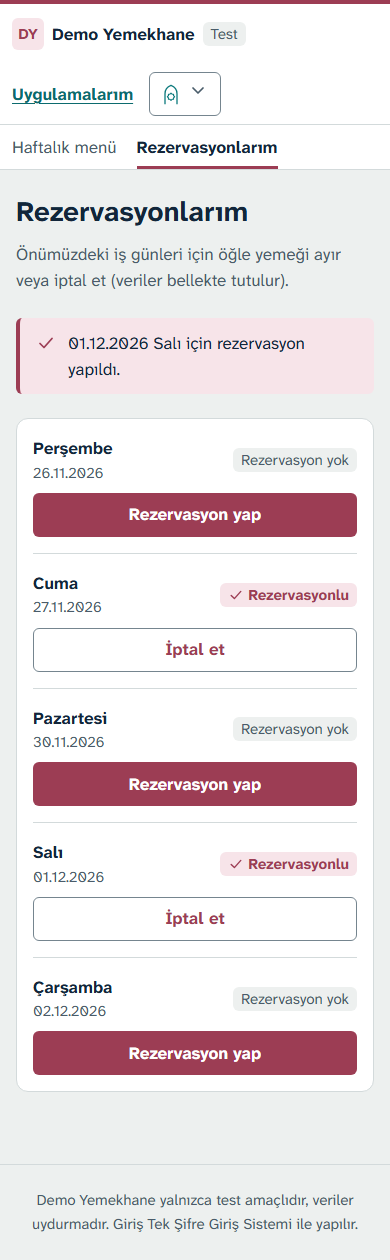 DY Demo Yemekhane Test
Uygulamalarım
Haftalık menü Rezervasyonlarım
Rezervasyonlarım
Önümüzdeki iş günleri için öğle yemeği ayır
veya iptal et (veriler bellekte tutulur).
01.12.2026 Salı için rezervasyon
yapıldı.
Perşembe
26.11.2026
Rezervasyon yok
Rezervasyon yap
Cuma
27.11.2026
Rezervasyonlu
İptal et
Pazartesi
30.11.2026
Rezervasyon yok
Rezervasyon yap
Salı
01.12.2026
Rezervasyonlu
İptal et
Çarşamba
02.12.2026
Rezervasyon yok
Rezervasyon yap
Demo Yemekhane yalnızca test amaçlıdır, veriler
uydurmadır. Giriş Tek Şifre Giriş Sistemi ile yapılır.